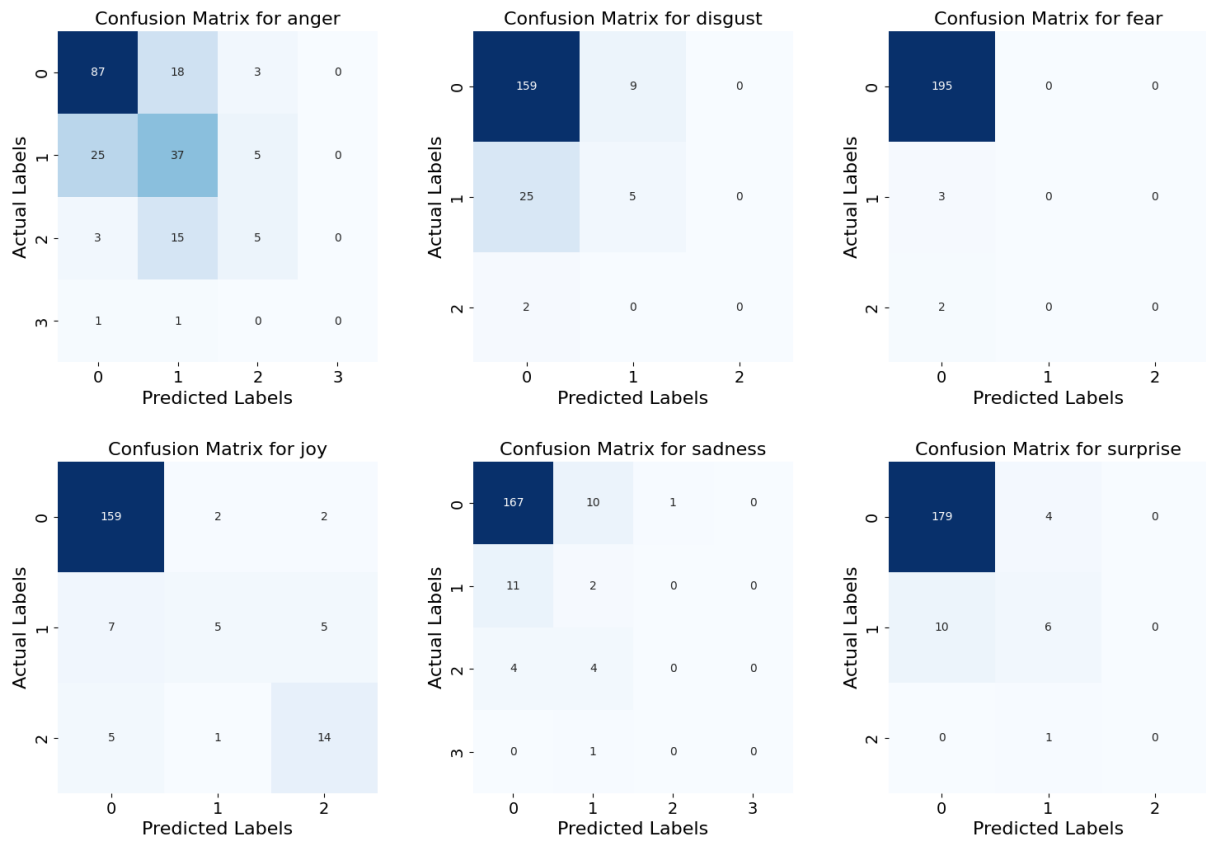 Confusion Matrix for anger
Actual Labels
0 87 18 3 0
1 25 37 5 0
2 3 15 5 0
3 1 1 0 0
0 1 2 3
Predicted Labels
Confusion Matrix for disgust
Actual Labels
0 159 9 0
1 25 5 0
2 2 0 0
0 1 2
Predicted Labels
Confusion Matrix for fear
Actual Labels
0 195 0 0
1 3 0 0
2 2 0 0
0 1 2
Predicted Labels
Confusion Matrix for joy
Actual Labels
0 159 2 2
1 7 5 5
2 5 1 14
0 1 2
Predicted Labels
Confusion Matrix for sadness
Actual Labels
0 167 10 1 0
1 11 2 0 0
2 4 4 0 0
3 0 1 0 0
0 1 2 3
Predicted Labels
Confusion Matrix for surprise
Actual Labels
0 179 4 0
1 10 6 0
2 0 1 0
0 1 2
Predicted Labels